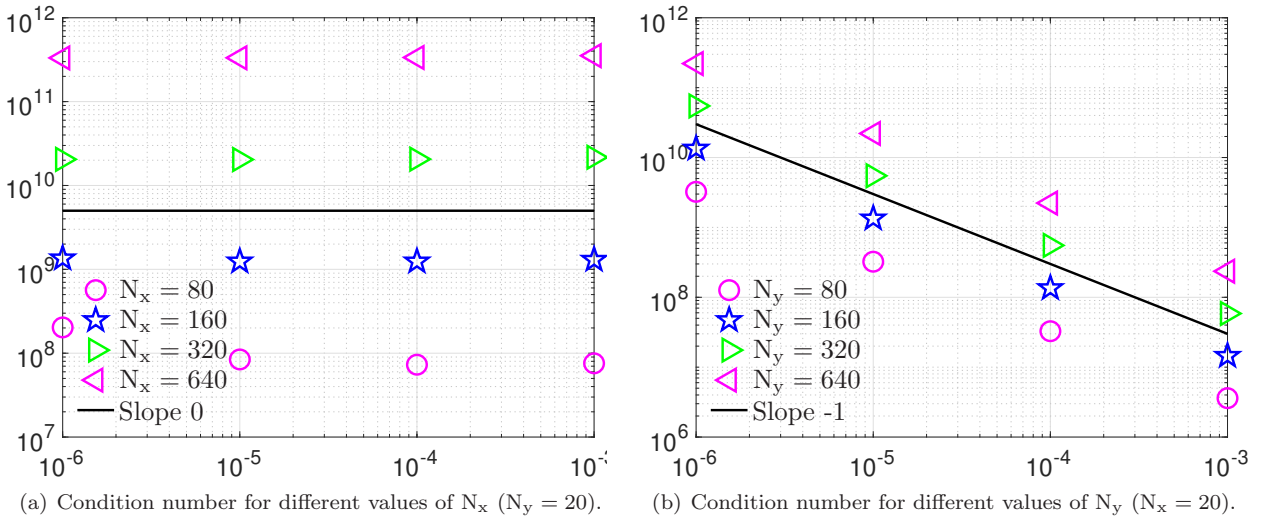 10^12
10^11
10^10
10^9
10^8
10^7
N_x = 80
N_x = 160
N_x = 320
N_x = 640
Slope 0
10^-6
10^-5
10^-4
10^-3
(a) Condition number for different values of N_x (N_y = 20).
10^12
10^10
10^8
10^6
N_y = 80
N_y = 160
N_y = 320
N_y = 640
Slope -1
10^-6
10^-5
10^-4
10^-3
(b) Condition number for different values of N_y (N_x = 20).